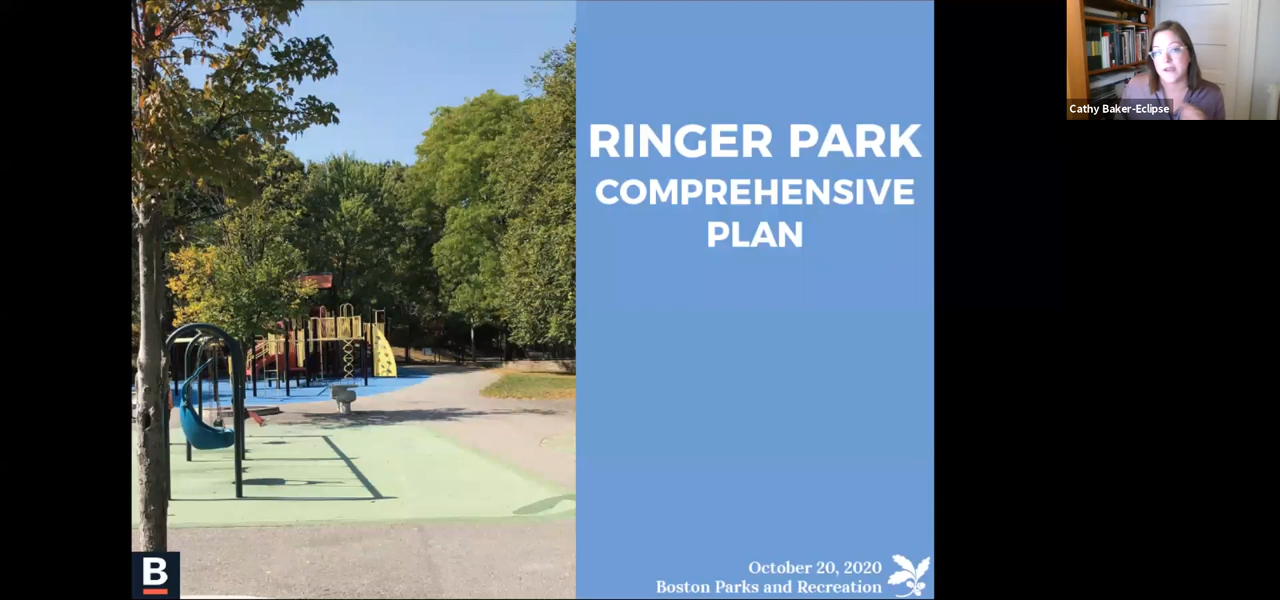 RINGER PARK
COMPREHENSIVE
PLAN
October 20, 2020
Boston Parks and Recreation
B
Cathy Baker-Eclipse